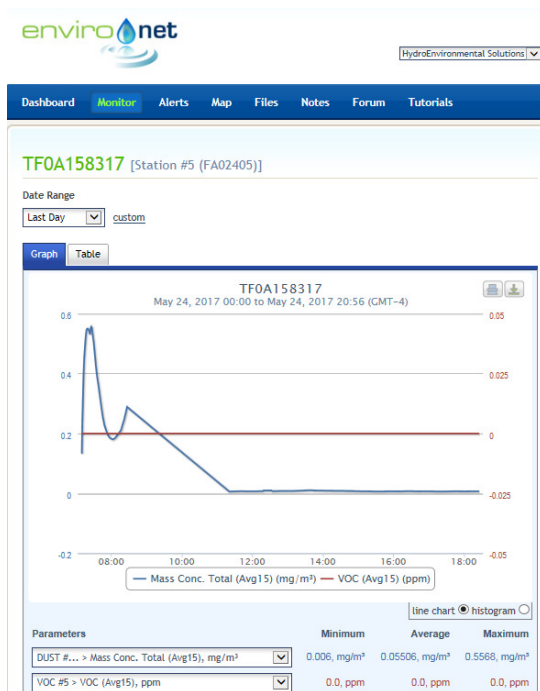 enviro net
HydroEnvironmental Solutions
Dashboard Monitor Alerts Map Files Notes Forum Tutorials
TF0A158317 [Station #5 (FA02405)]
Date Range
Last Day custom
Graph Table
TF0A158317
May 24, 2017 00:00 to May 24, 2017 20:56 (GMT-4)
0.6 0.05
0.4 0.025
0.2 0
0 -0.025
-0.2 -0.05
08:00 10:00 12:00 14:00 16:00 18:00
Mass Conc. Total (Avg15) (mg/m³) VOC (Avg15) (ppm)
line chart histogram
Parameters Minimum Average Maximum
DUST #... > Mass Conc. Total (Avg15), mg/m³ 0.006, mg/m³ 0.05506, mg/m³ 0.5568, mg/m³
VOC #5 > VOC (Avg15), ppm 0.0, ppm 0.0, ppm 0.0, ppm